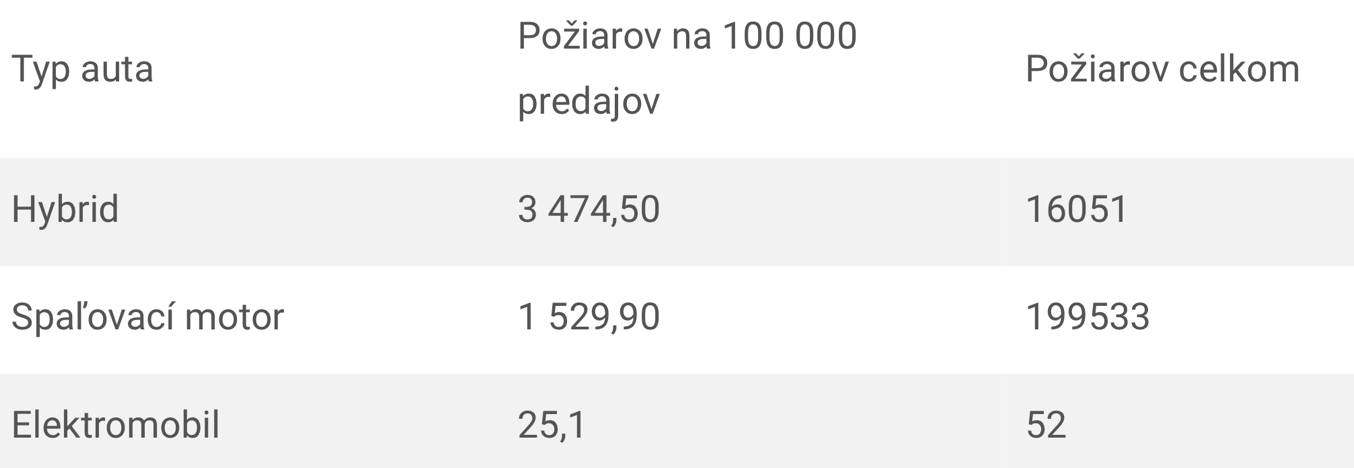 Typ auta
Požiarov na 100 000
predajov
Požiarov celkom
Hybrid 3 474,50 16051
Spaľovací motor 1 529,90 199533
Elektromobil 25,1 52